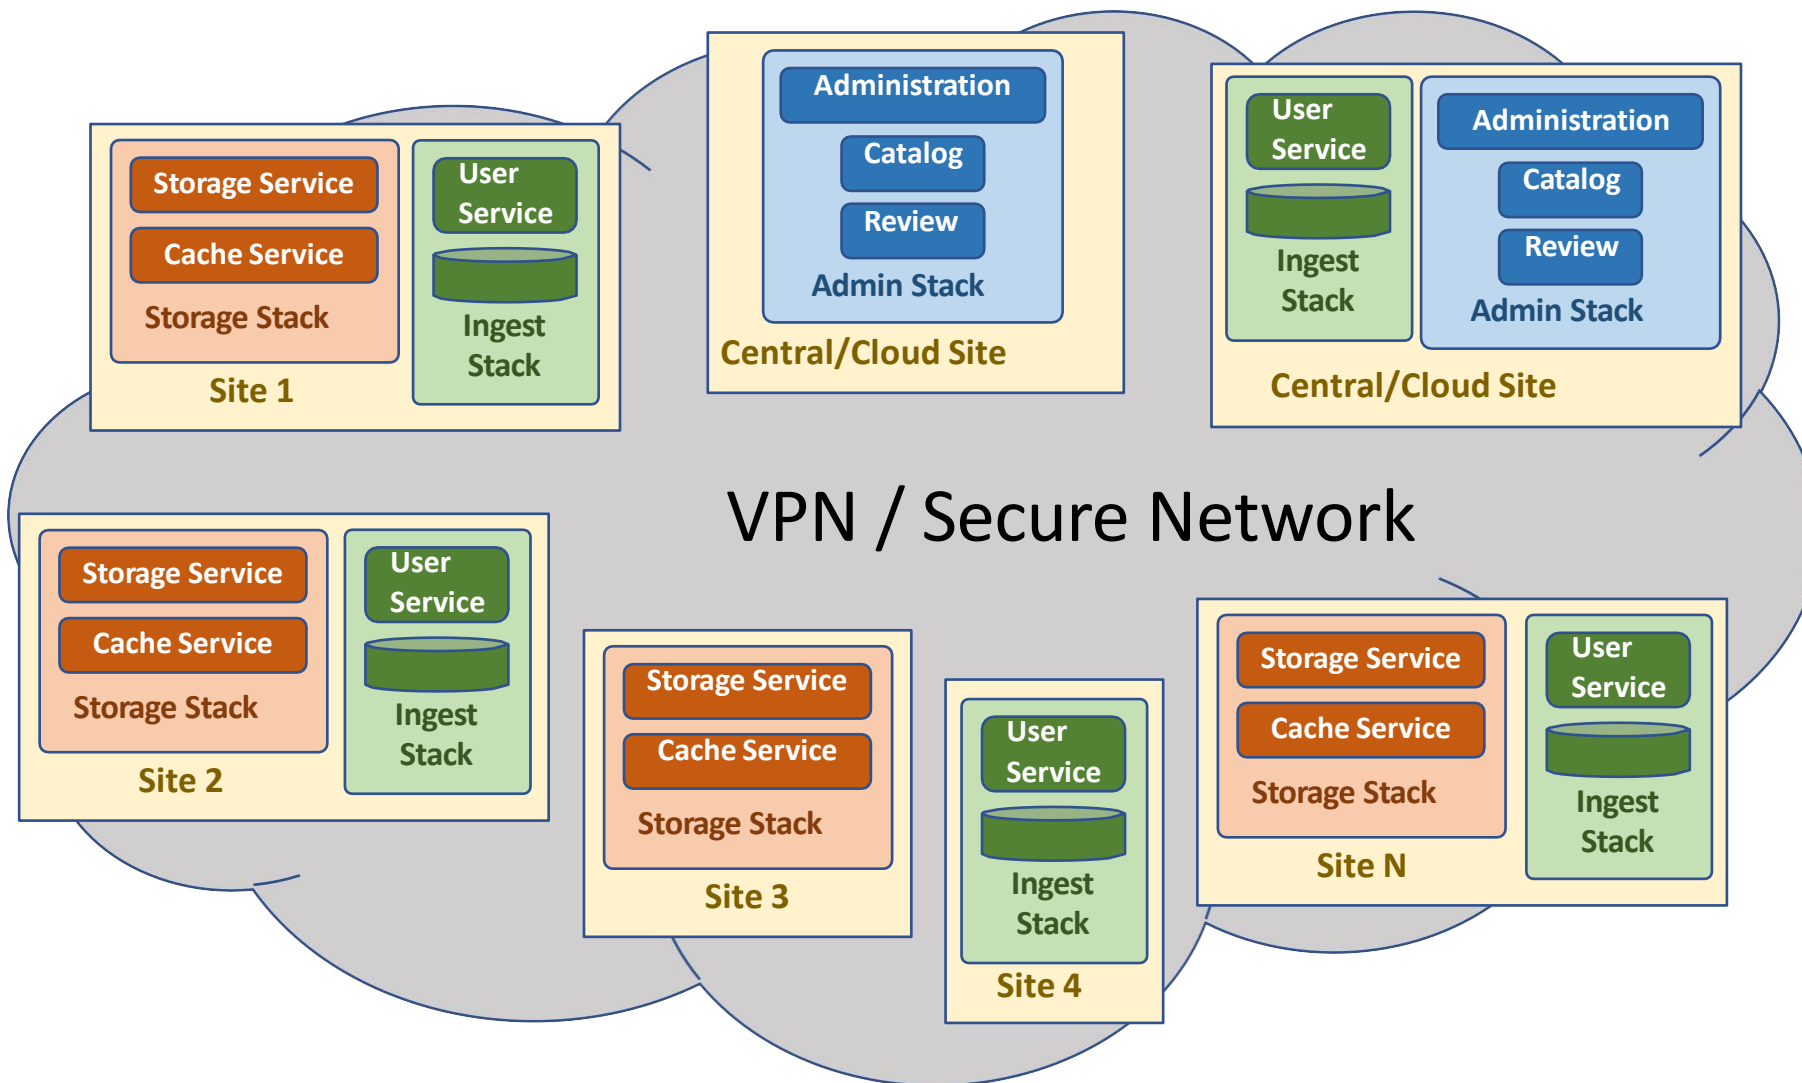 Storage Service
Cache Service
Storage Stack
User
Service
Ingest
Stack
Site 1
Administration
Catalog
Review
Admin Stack
Central/Cloud Site
User
Service
Ingest
Stack
Administration
Catalog
Review
Admin Stack
Central/Cloud Site
VPN / Secure Network
Storage Service
Cache Service
Storage Stack
User
Service
Ingest
Stack
Site 2
Storage Service
Cache Service
Storage Stack
Site 3
User
Service
Ingest
Stack
Site 4
Storage Service
Cache Service
Storage Stack
User
Service
Ingest
Stack
Site N